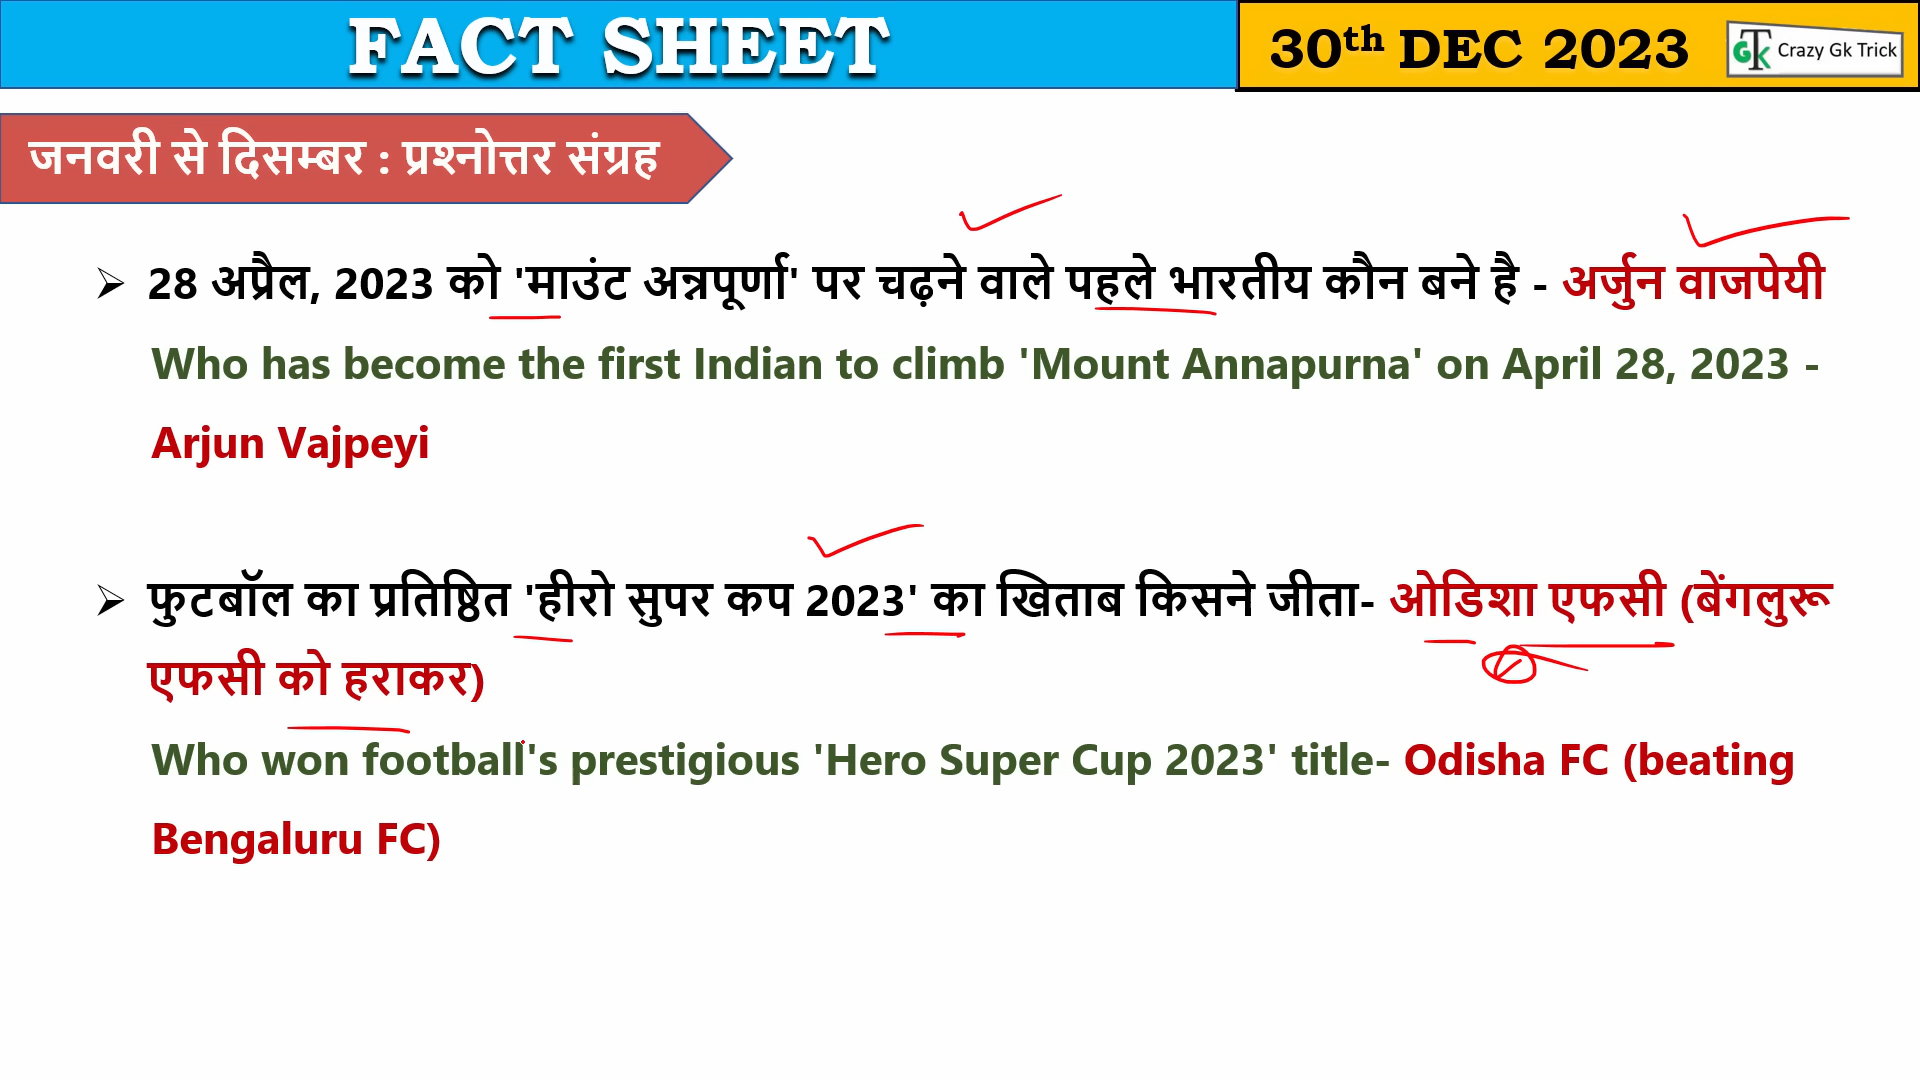 FACT SHEET
30th DEC 2023
GTK Crazy Gk Trick
जनवरी से दिसम्बर : प्रश्नोत्तर संग्रह
➢ 28 अप्रैल, 2023 को 'माउंट अन्नपूर्णा' पर चढ़ने वाले पहले भारतीय कौन बने है - अर्जुन वाजपेयी
Who has become the first Indian to climb 'Mount Annapurna' on April 28, 2023 -
Arjun Vajpeyi
➢ फुटबॉल का प्रतिष्ठित 'हीरो सुपर कप 2023' का खिताब किसने जीता- ओडिशा एफसी (बेंगलुरू
एफसी को हराकर)
Who won football's prestigious 'Hero Super Cup 2023' title- Odisha FC (beating
Bengaluru FC)